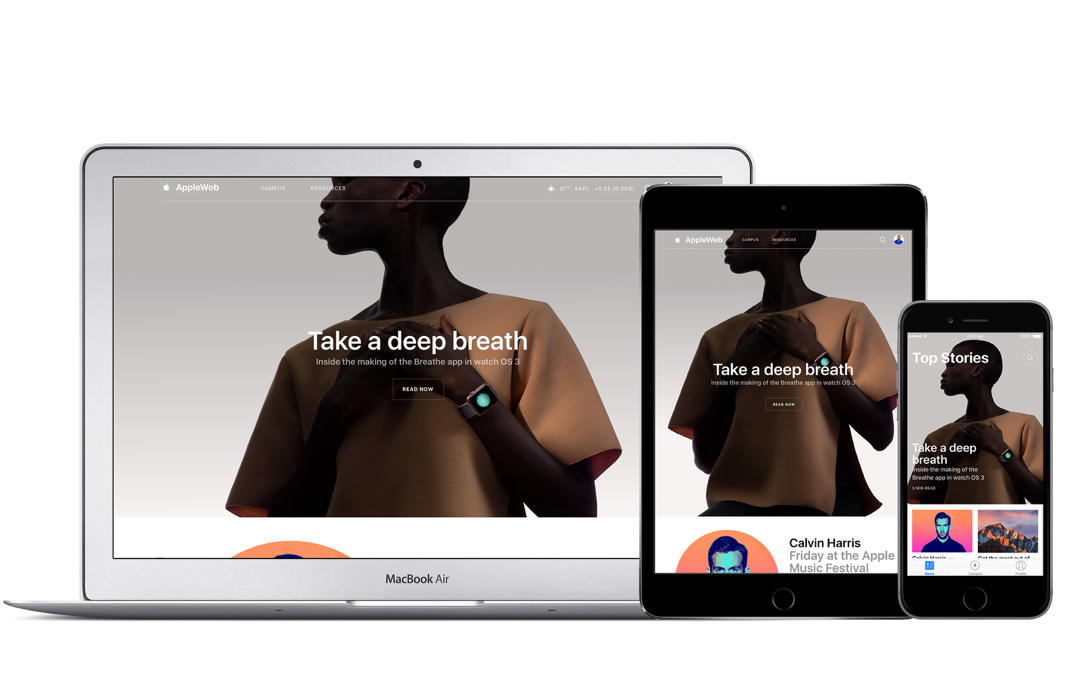 AppleWeb CAMPUS RESOURCES 87° AAPL +0.22 (0.50%)
Take a deep breath
Inside the making of the Breathe app in watch OS 3
READ NOW
MacBook Air
AppleWeb CAMPUS RESOURCES
Take a deep breath
Inside the making of the Breathe app in watch OS 3
READ NOW
Calvin Harris
Friday at the Apple
Music Festival
Top Stories
Take a deep
breath
Inside the making of the
Breathe app in watch OS 3
5 MIN READ
Calvin Harris
Get the most out of
News Campus Profile